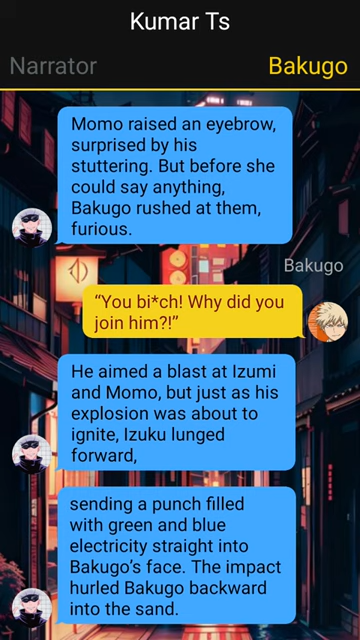 Kumar Ts
Narrator
Bakugo
Momo raised an eyebrow,
surprised by his
stuttering. But before she
could say anything,
Bakugo rushed at them,
furious.
Bakugo
“You bi*ch! Why did you
join him?!”
He aimed a blast at Izumi
and Momo, but just as his
explosion was about to
ignite, Izuku lunged
forward,
sending a punch filled
with green and blue
electricity straight into
Bakugo’s face. The impact
hurled Bakugo backward
into the sand.